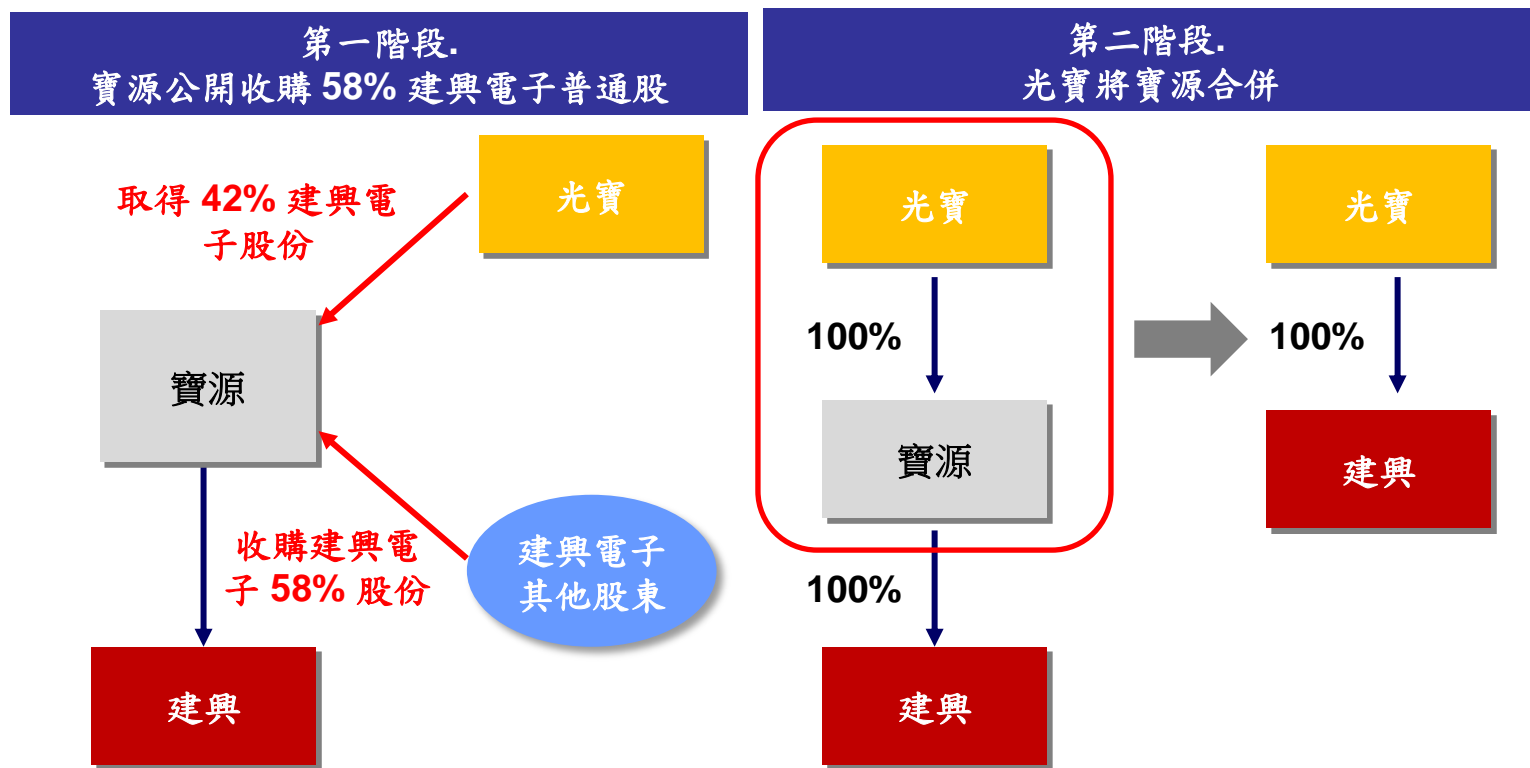 第一階段.
寶源公開收購 58% 建興電子普通股
取得 42% 建興電
子股份
光寶
寶源
收購建興電
子 58% 股份
建興電子
其他股東
建興
第二階段.
光寶將寶源合併
光寶
100%
寶源
100%
建興
光寶
100%
建興